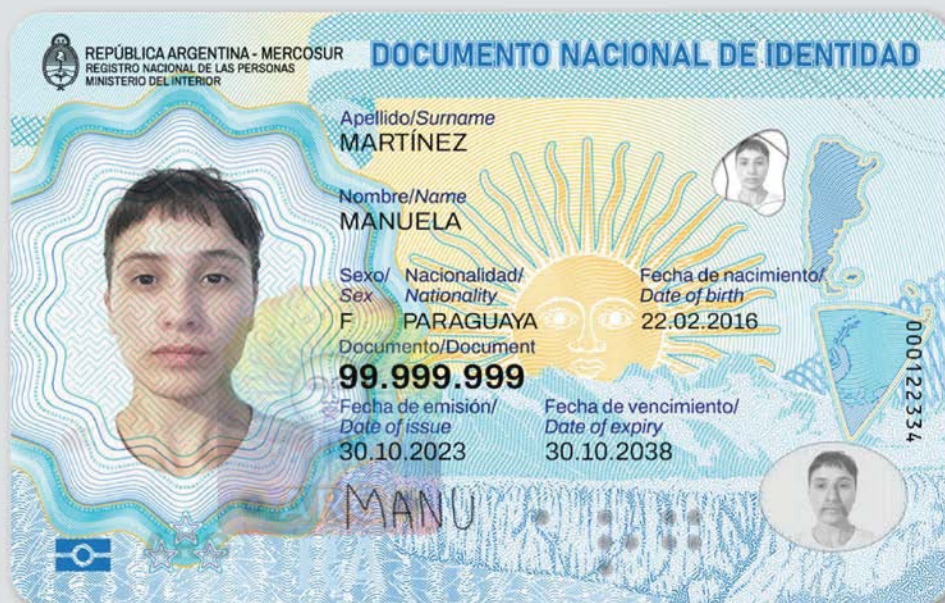 REPÚBLICA ARGENTINA - MERCOSUR
REGISTRO NACIONAL DE LAS PERSONAS
MINISTERIO DEL INTERIOR
DOCUMENTO NACIONAL DE IDENTIDAD
Apellido/Surname
MARTÍNEZ
Nombre/Name
MANUELA
Sexo/ Nacionalidad/ Fecha de nacimiento/
Sex Nationality Date of birth
F PARAGUAYA 22.02.2016
Documento/Document
99.999.999
Fecha de emisión/ Fecha de vencimiento/
Date of issue Date of expiry
30.10.2023 30.10.2038
MANU
000122334